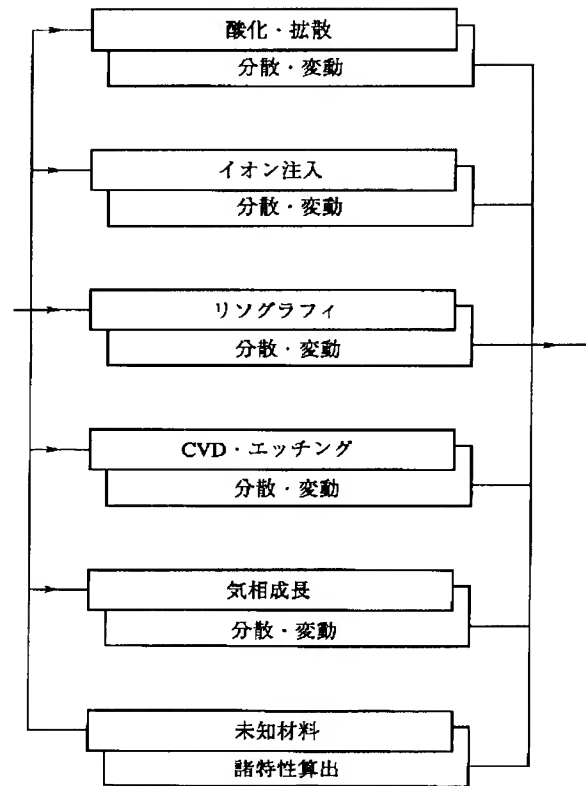 酸化・拡散
分散・変動
イオン注入
分散・変動
リソグラフィ
分散・変動
CVD・エッチング
分散・変動
気相成長
分散・変動
未知材料
諸特性算出